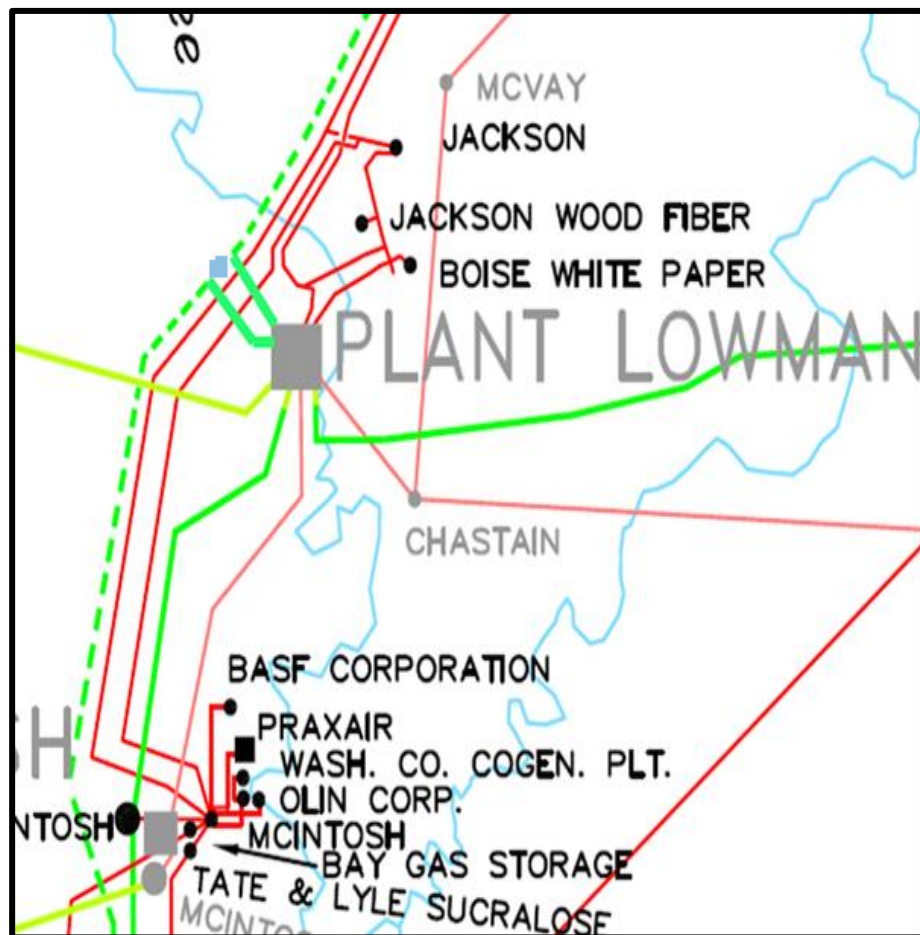 ee
MCVAY
JACKSON
JACKSON WOOD FIBER
BOISE WHITE PAPER
PLANT LOWMAN
CHASTAIN
BASF CORPORATION
SH
PRAXAIR
WASH. CO. COGEN. PLT.
OLIN CORP.
NTOSH
MCINTOSH
BAY GAS STORAGE
TATE & LYLE SUCRALOSE
MCINTOS